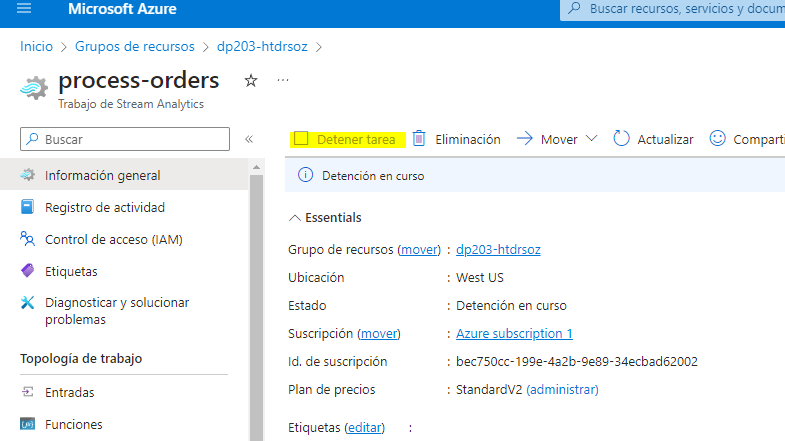 Microsoft Azure
Buscar recursos, servicios y docum
Inicio > Grupos de recursos > dp203-htdrsoz >
process-orders
Trabajo de Stream Analytics
Buscar
Detener tarea
Eliminación
Mover
Actualizar
Comparti
Información general
Registro de actividad
Control de acceso (IAM)
Etiquetas
Diagnosticar y solucionar
problemas
Topología de trabajo
Entradas
Funciones
Detención en curso
Essentials
Grupo de recursos (mover) : dp203-htdrsoz
Ubicación : West US
Estado : Detención en curso
Suscripción (mover) : Azure subscription 1
Id. de suscripción : bec750cc-199e-4a2b-9e89-34ecbad62002
Plan de precios : StandardV2 (administrar)
Etiquetas (editar) :